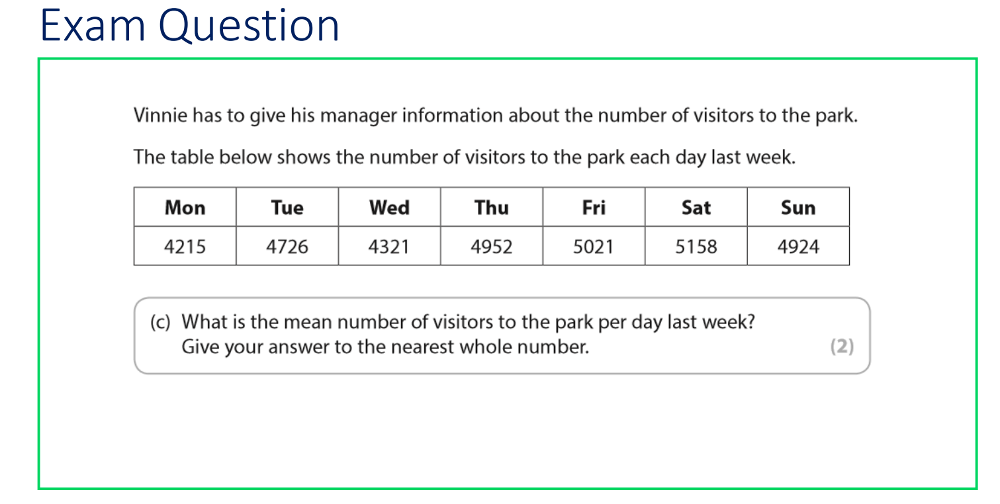 Exam Question
Vinnie has to give his manager information about the number of visitors to the park.
The table below shows the number of visitors to the park each day last week.
Mon Tue Wed Thu Fri Sat Sun
4215 4726 4321 4952 5021 5158 4924
(c) What is the mean number of visitors to the park per day last week?
Give your answer to the nearest whole number. (2)